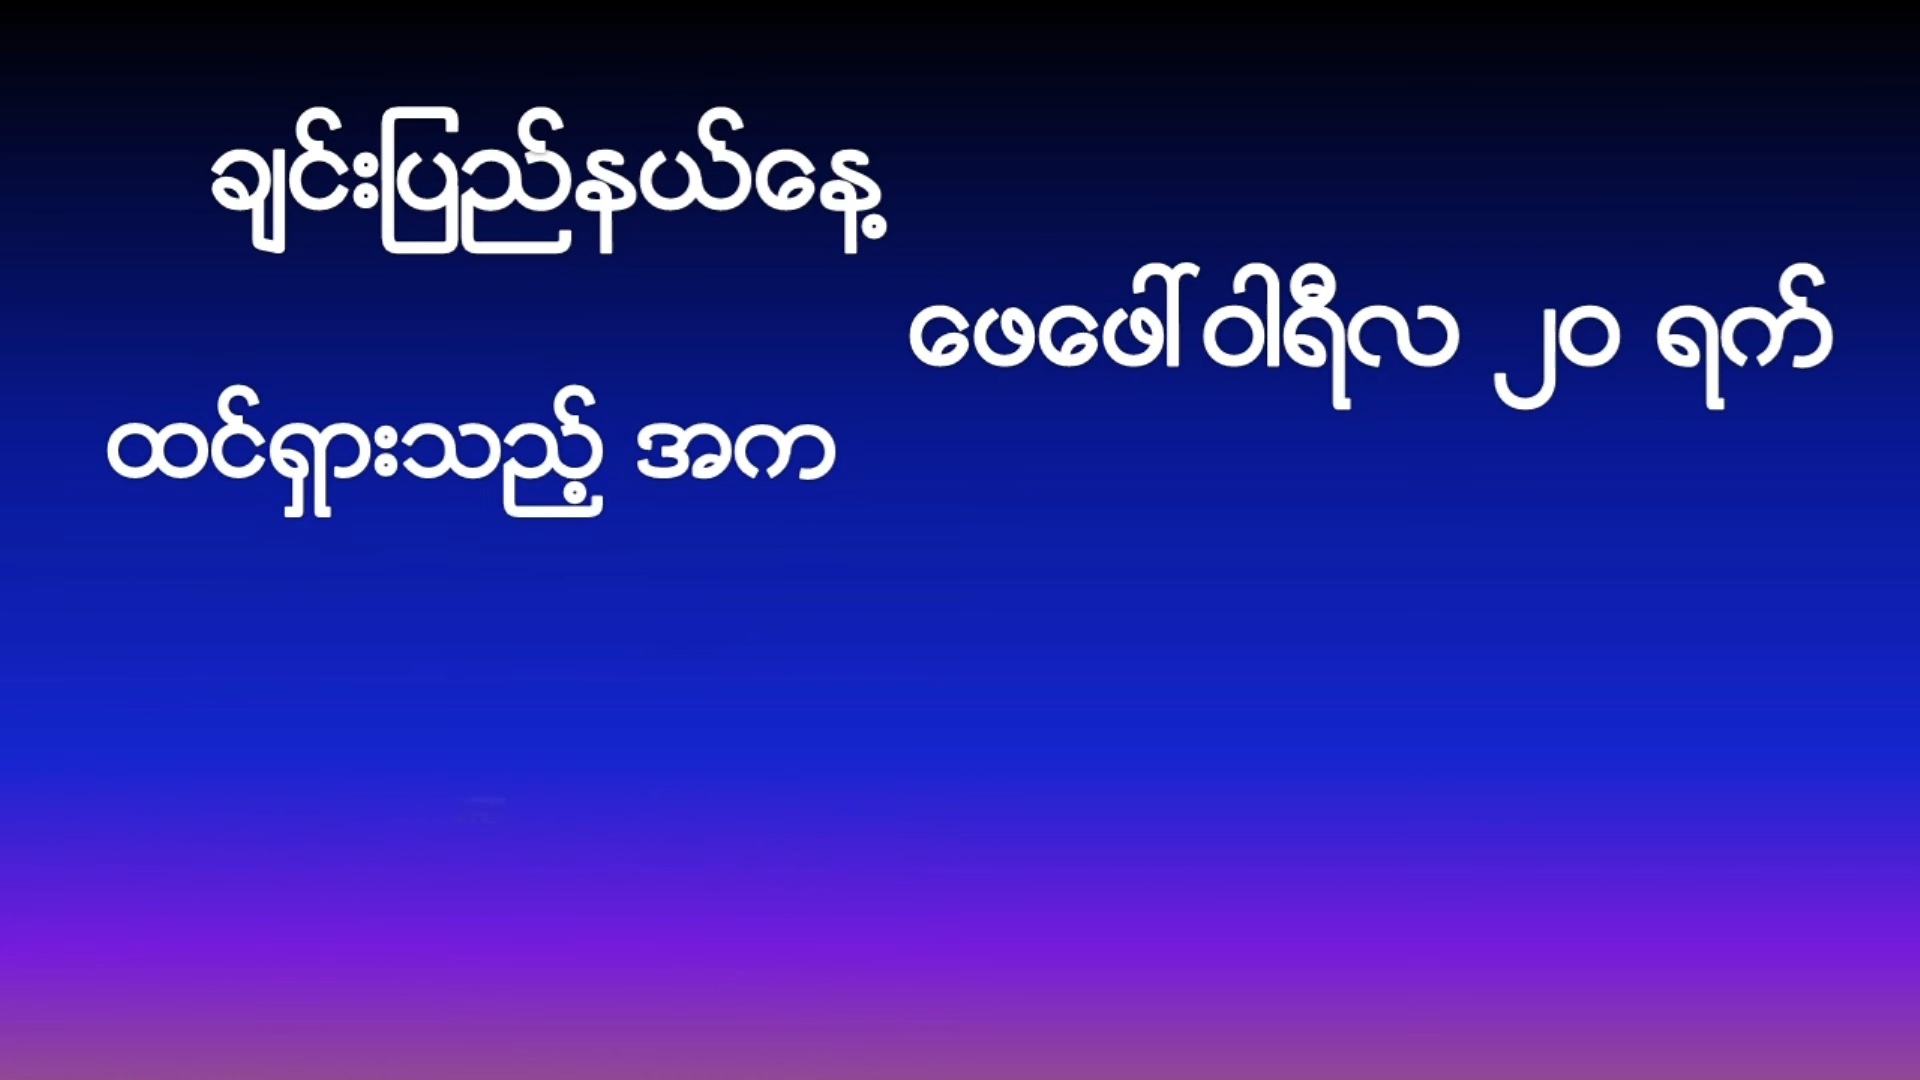 ချင်းပြည်နယ်နေ့
ဖေဖေါ်ဝါရီလ ၂၀ ရက်
ထင်ရှားသည့် အက